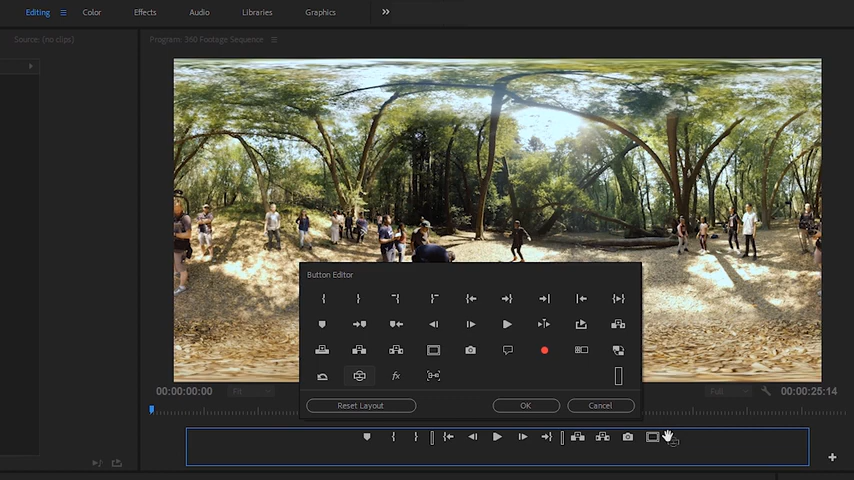 Editing Color Effects Audio Libraries Graphics
Source: (no clips) Program: 360 Footage Sequence
Button Editor
fx
00:00:00:00 Fit Full 00:00:25:14
Reset Layout OK Cancel